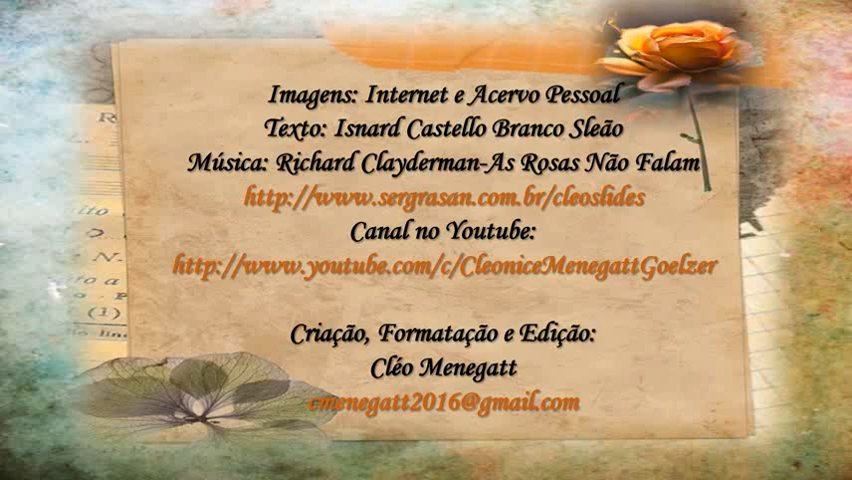 Imagens: Internet e Acervo Pessoal
Texto: Isnard Castello Branco Sleão
Música: Richard Clayderman-As Rosas Não Falam
http://www.sergrasan.com.br/cleoslides
Canal no Youtube:
http://www.youtube.com/c/CleoniceMenegattGoelzer
Criação, Formatação e Edição:
Cléo Menegatt
cmenegatt2016@gmail.com
(1)